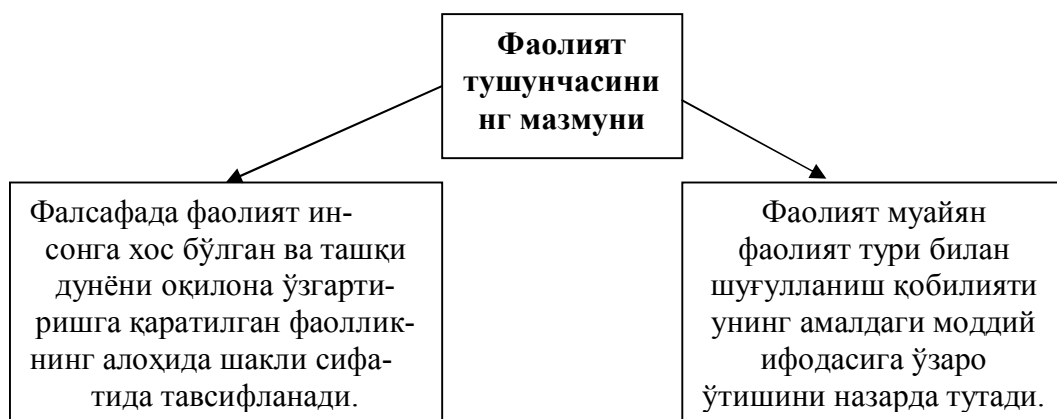 Фаолият
тушунчасини
нг мазмуни
Фалсафада фаолият ин-
сонга хос бўлган ва ташқи
дунёни оқилона ўзгарти-
ришга қаратилган фаоллик-
нинг алоҳида шакли сифа-
тида тавсифланади.
Фаолият муайян
фаолият тури билан
шуғулланиш қобилияти
унинг амалдаги моддий
ифодасига ўзаро
ўтишини назарда тутади.